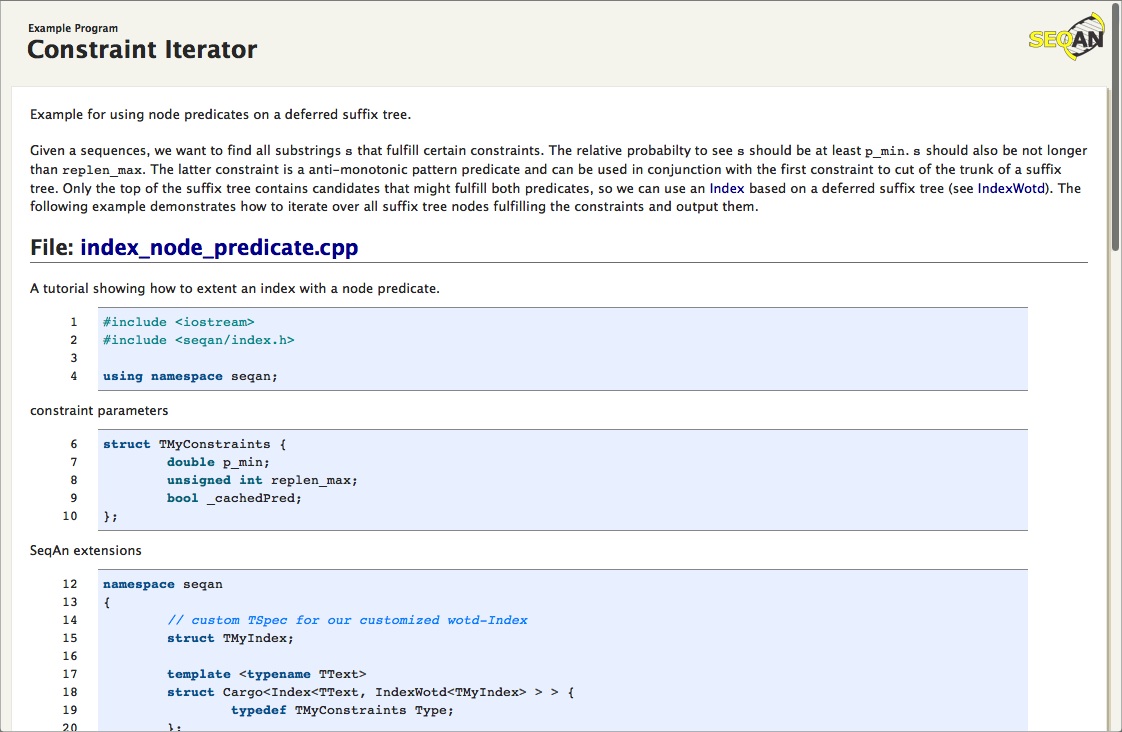 Example Program
Constraint Iterator
SEQAN
Example for using node predicates on a deferred suffix tree.
Given a sequences, we want to find all substrings s that fulfill certain constraints. The relative probabilty to see s should be at least p_min. s should also be not longer
than replen_max. The latter constraint is a anti-monotonic pattern predicate and can be used in conjunction with the first constraint to cut of the trunk of a suffix
tree. Only the top of the suffix tree contains candidates that might fulfill both predicates, so we can use an Index based on a deferred suffix tree (see IndexWotd). The
following example demonstrates how to iterate over all suffix tree nodes fulfilling the constraints and output them.
File: index_node_predicate.cpp
A tutorial showing how to extent an index with a node predicate.
1 #include <iostream>
2 #include <seqan/index.h>
3
4 using namespace seqan;
constraint parameters
6 struct TMyConstraints {
7 double p_min;
8 unsigned int replen_max;
9 bool _cachedPred;
10 };
SeqAn extensions
12 namespace seqan
13 {
14 // custom TSpec for our customized wotd-Index
15 struct TMyIndex;
16
17 template <typename TText>
18 struct Cargo<Index<TText, IndexWotd<TMyIndex> > > {
19 typedef TMyConstraints Type;
20 };